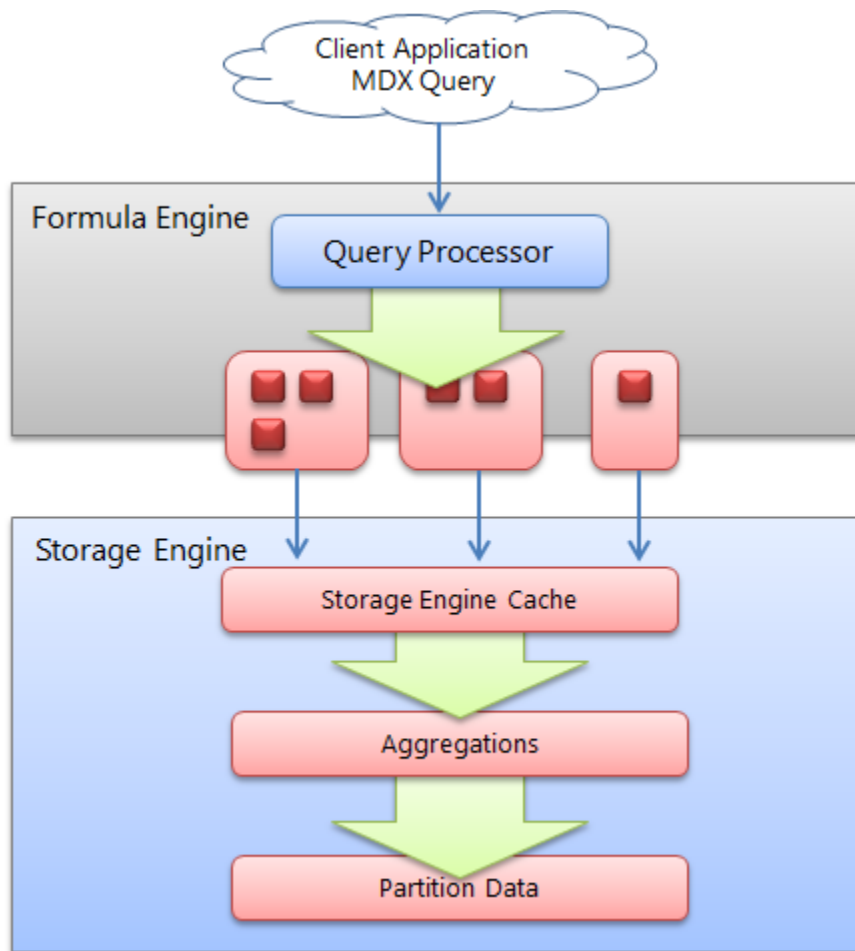 Client Application
MDX Query
Formula Engine
Query Processor
Storage Engine
Storage Engine Cache
Aggregations
Partition Data